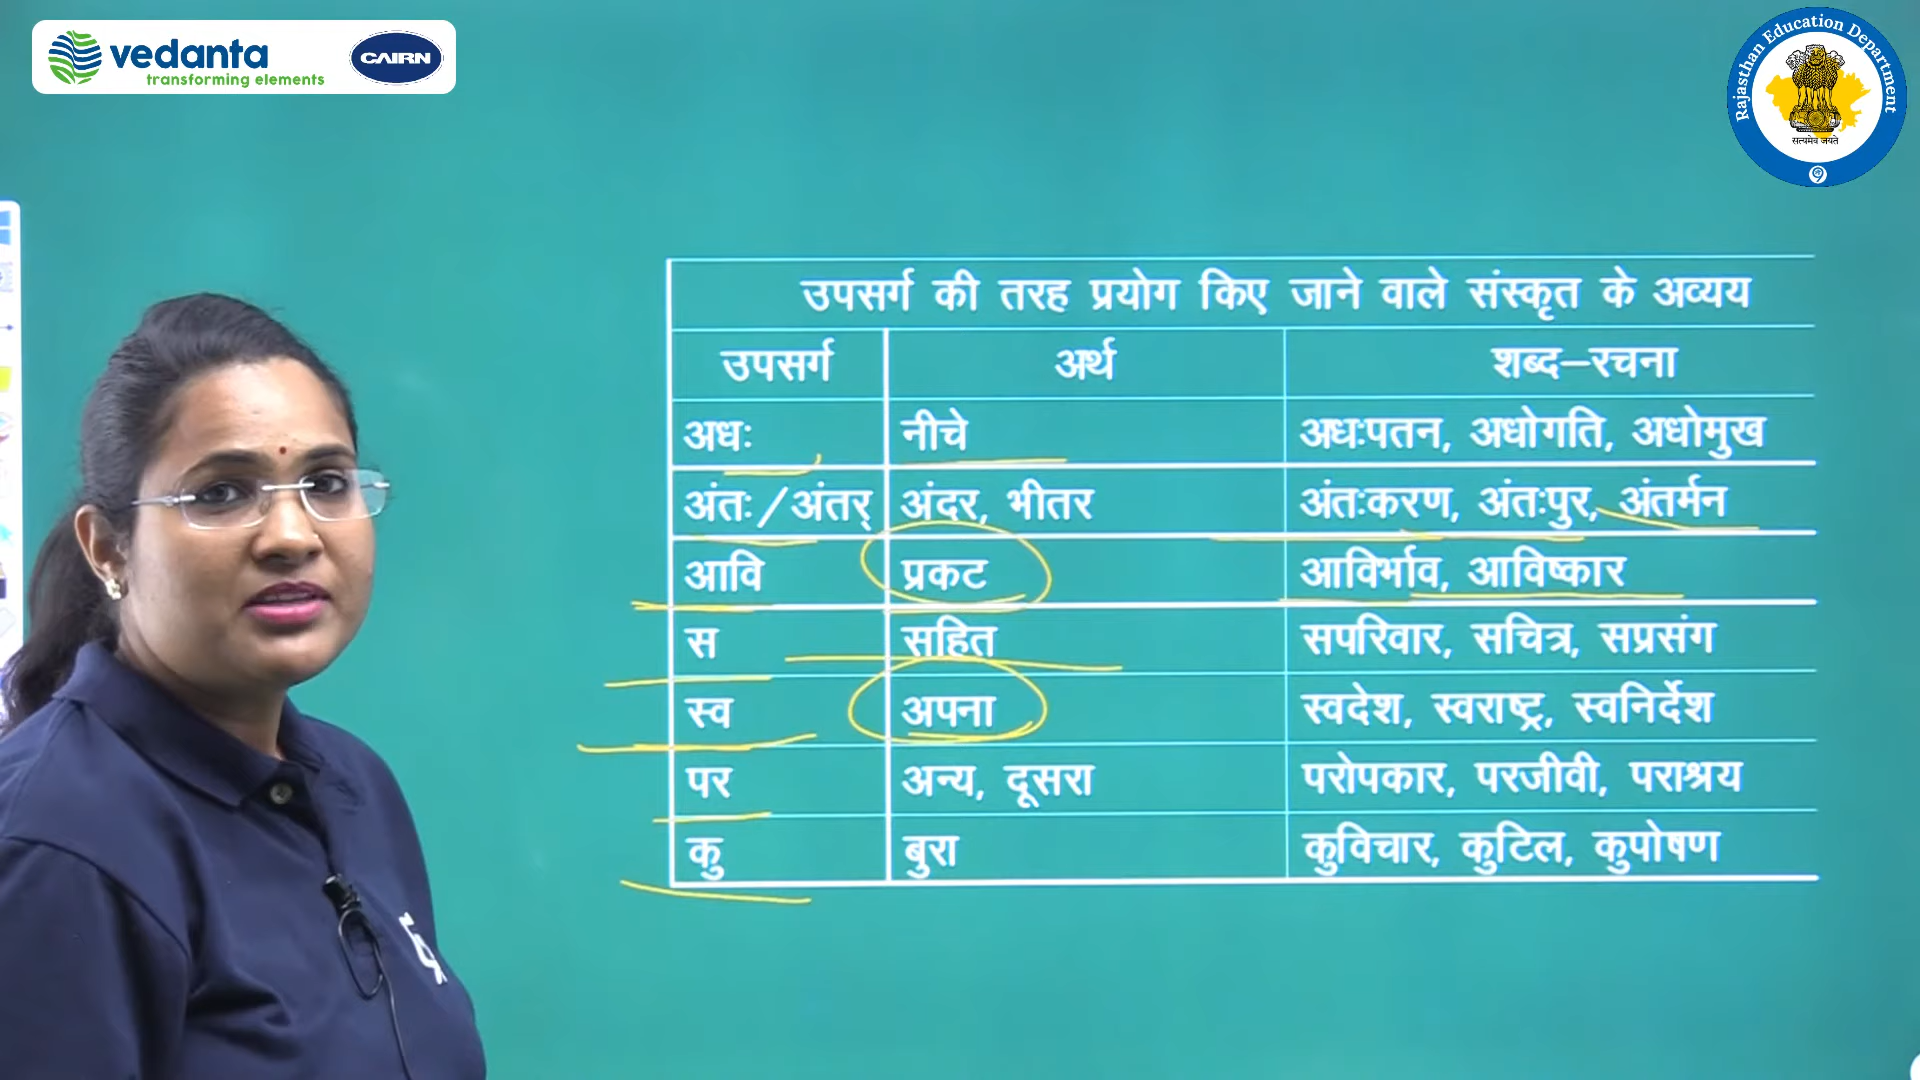 vedanta
transforming elements
CAIRN
Rajasthan Education Department
सत्यमेव जयते
उपसर्ग की तरह प्रयोग किए जाने वाले संस्कृत के अव्यय
उपसर्ग अर्थ शब्द–रचना
अधः नीचे अधःपतन, अधोगति, अधोमुख
अंतः/अंतर् अंदर, भीतर अंतःकरण, अंतःपुर, अंतर्मन
आवि प्रकट आविर्भाव, आविष्कार
स सहित सपरिवार, सचित्र, सप्रसंग
स्व अपना स्वदेश, स्वराष्ट्र, स्वनिर्देश
पर अन्य, दूसरा परोपकार, परजीवी, पराश्रय
कु बुरा कुविचार, कुटिल, कुपोषण